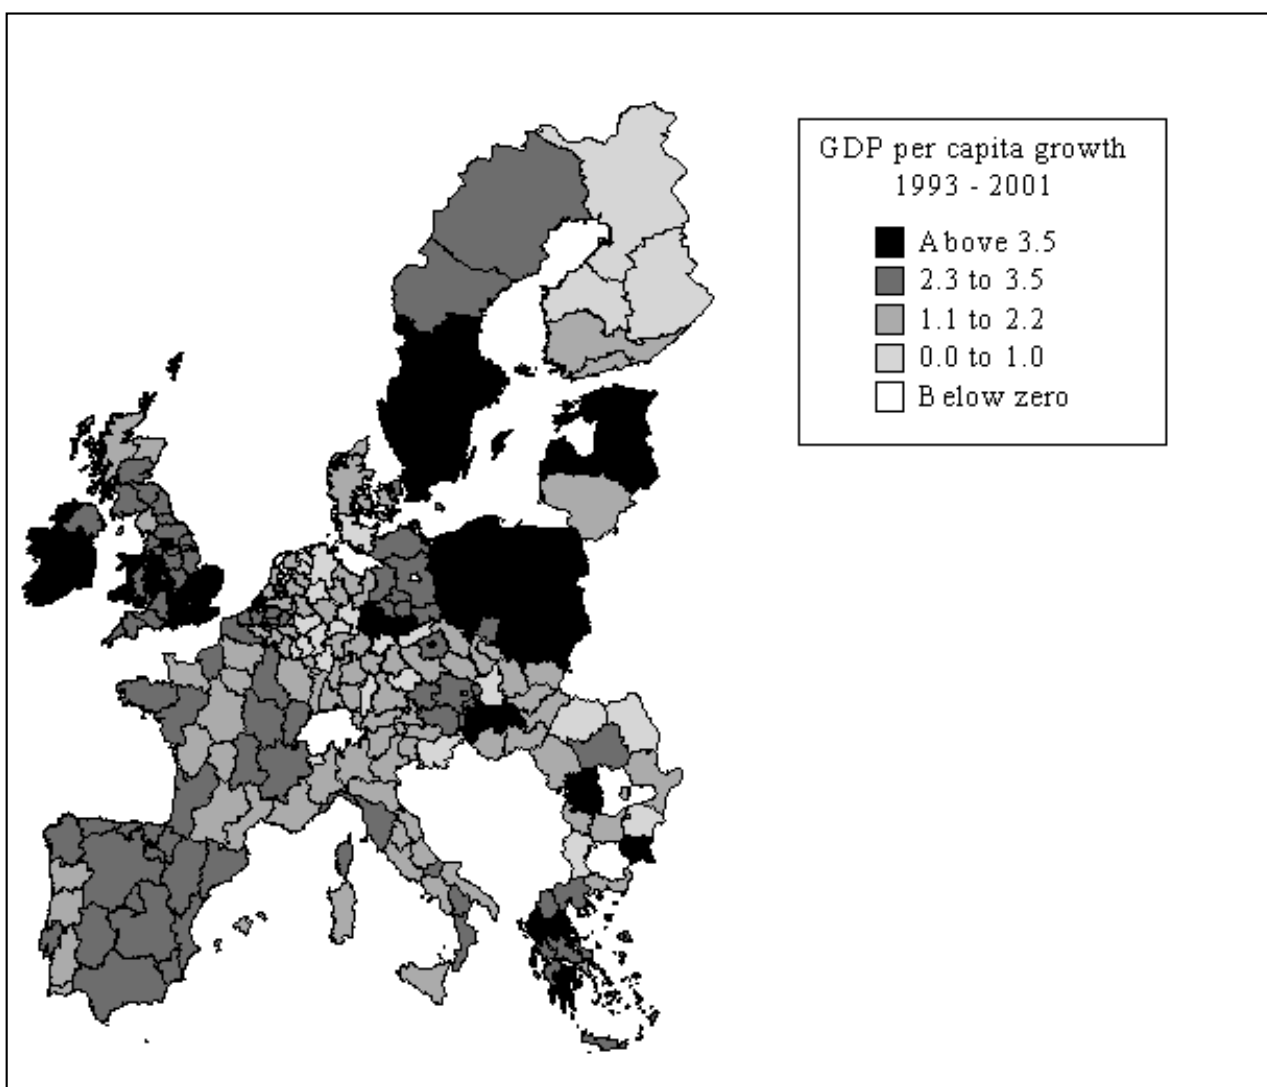 GDP per capita growth
1993 - 2001
Above 3.5
2.3 to 3.5
1.1 to 2.2
0.0 to 1.0
Below zero